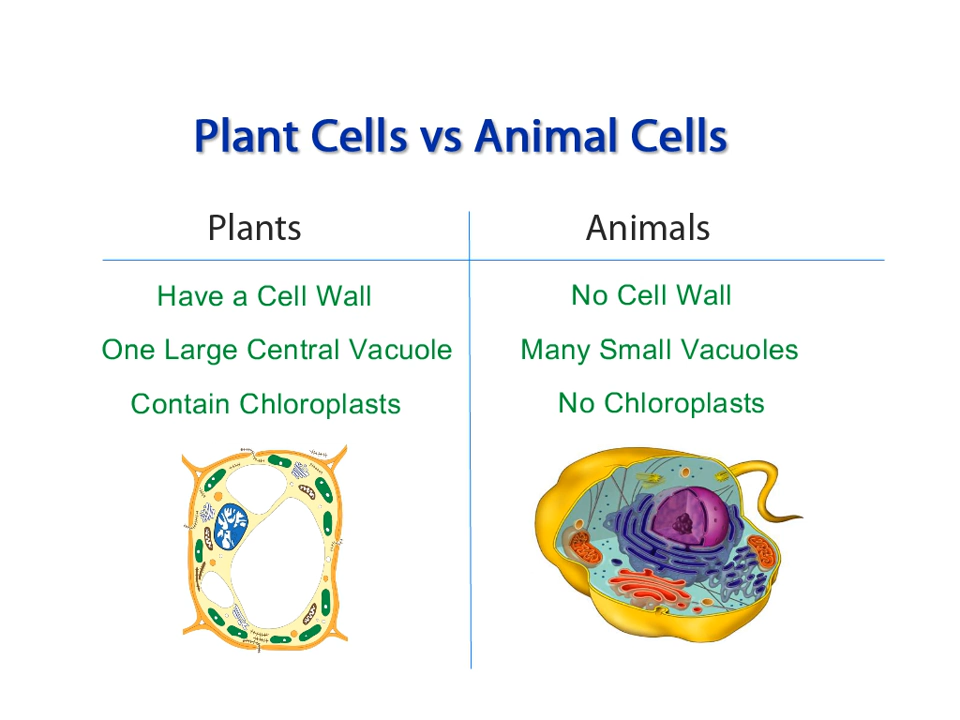 Plant Cells vs Animal Cells
Plants
Animals
Have a Cell Wall
No Cell Wall
One Large Central Vacuole
Many Small Vacuoles
Contain Chloroplasts
No Chloroplasts